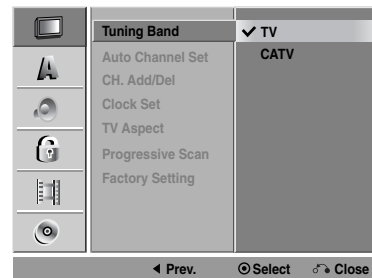 Tuning Band
Auto Channel Set
CH. Add/Del
Clock Set
TV Aspect
Progressive Scan
Factory Setting
TV
CATV
Prev. Select Close